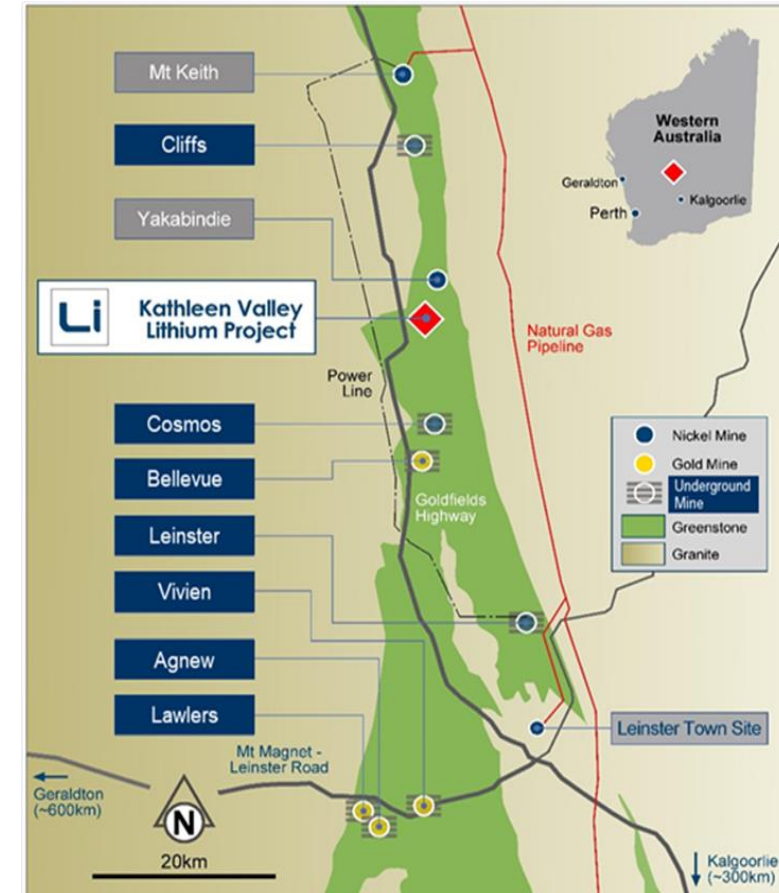 Mt Keith
Cliffs
Yakabindie
Li
Kathleen Valley
Lithium Project
Western
Australia
Geraldton
Kalgoorlie
Perth
Natural Gas
Pipeline
Power
Line
Cosmos
Bellevue
Leinster
Vivien
Agnew
Lawlers
Goldfields
Highway
Nickel Mine
Gold Mine
Underground
Mine
Greenstone
Granite
Leinster Town Site
Mt Magnet -
Leinster Road
Geraldton
(~600km)
N
20km
Kalgoorlie
(~300km)